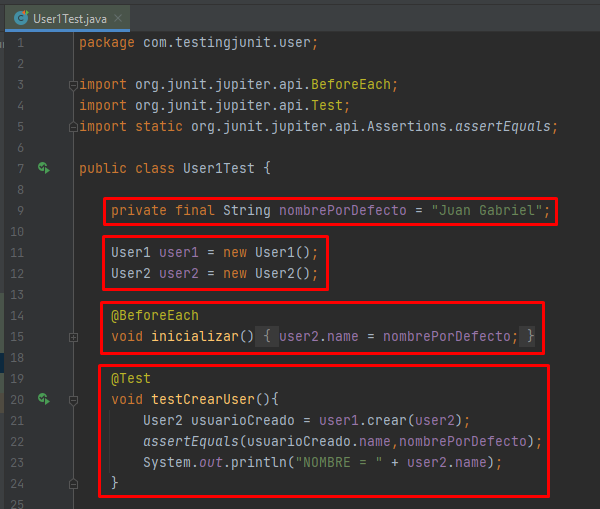 User1Test.java
1 package com.testingjunit.user;
2
3 import org.junit.jupiter.api.BeforeEach;
4 import org.junit.jupiter.api.Test;
5 import static org.junit.jupiter.api.Assertions.assertEquals;
6
7 public class User1Test {
8
9 private final String nombrePorDefecto = "Juan Gabriel";
10
11 User1 user1 = new User1();
12 User2 user2 = new User2();
13
14 @BeforeEach
15 void inicializar() { user2.name = nombrePorDefecto; }
18
19 @Test
20 void testCrearUser(){
21 User2 usuarioCreado = user1.crear(user2);
22 assertEquals(usuarioCreado.name,nombrePorDefecto);
23 System.out.println("NOMBRE = " + user2.name);
24 }
25